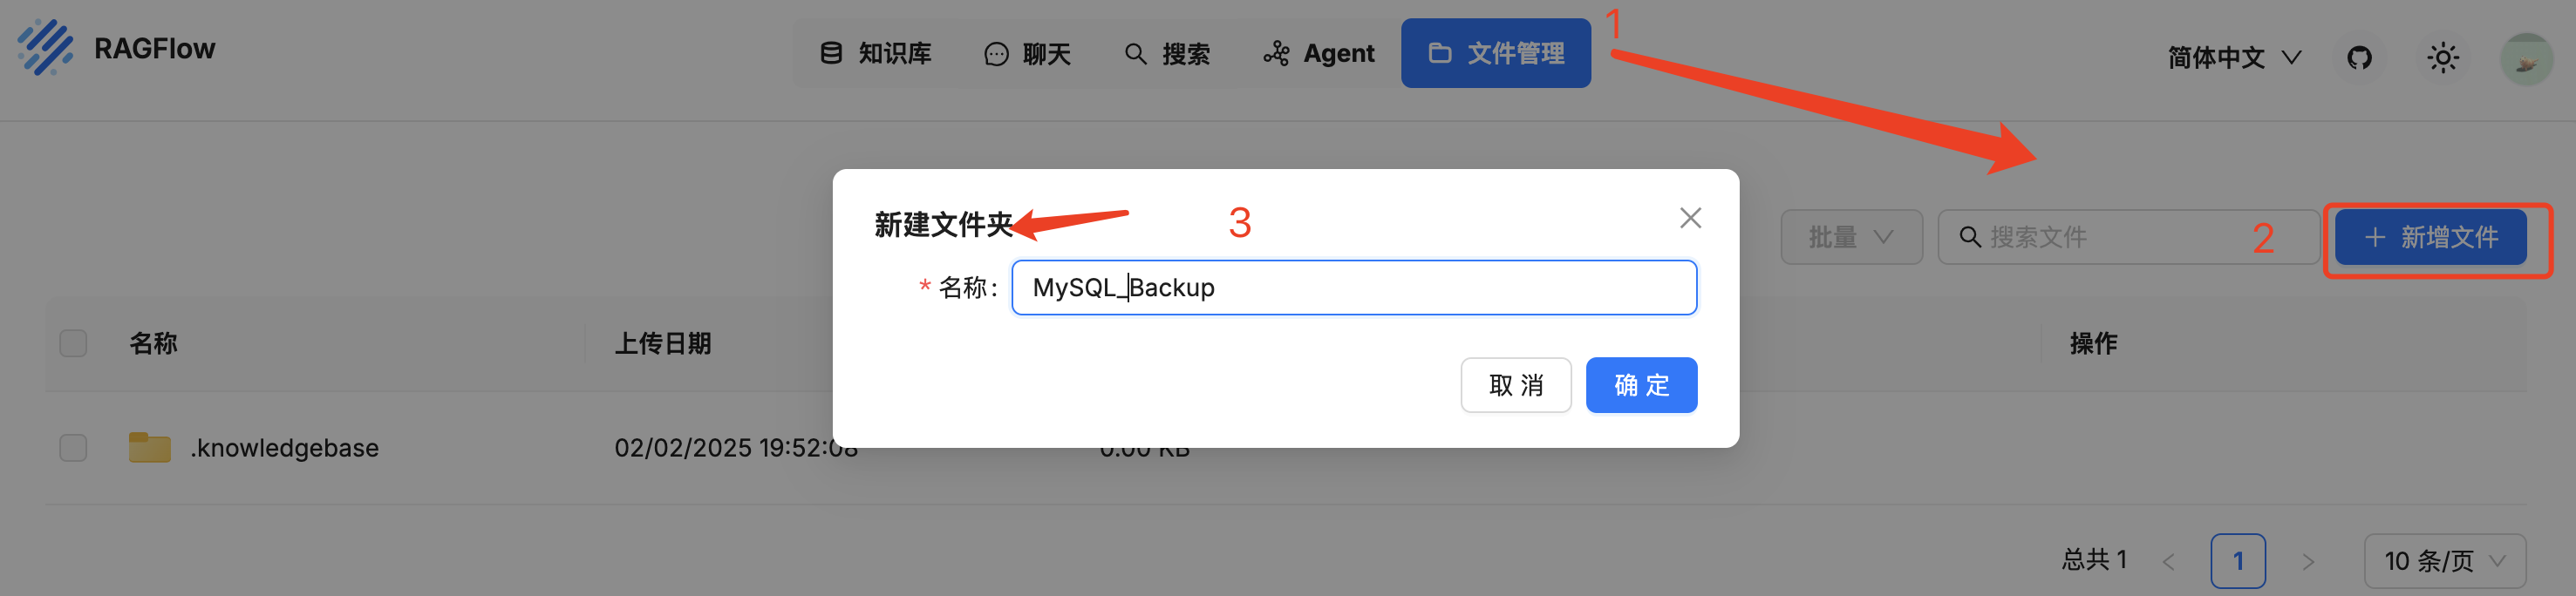 RAGFlow
知识库
聊天
搜索
Agent
文件管理
1
简体中文
新建文件夹
3
* 名称:
MySQL_Backup
取 消
确 定
批量
搜索文件
2
+ 新增文件
名称
上传日期
操作
.knowledgebase
02/02/2025 19:52:08
0.00 KB
总共 1
<
1
>
10 条/页